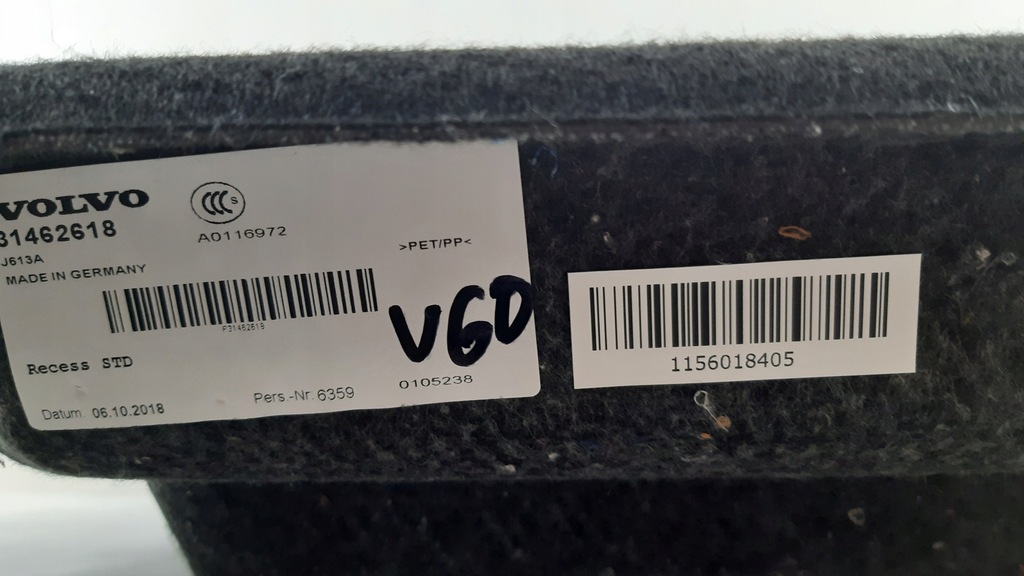 VOLVO
31462618
J613A
MADE IN GERMANY
CCC S
A0116972
>PET/PP<
P31462618
V60
Recess STD
Datum 06.10.2018
Pers.-Nr. 6359
0105238
1156018405